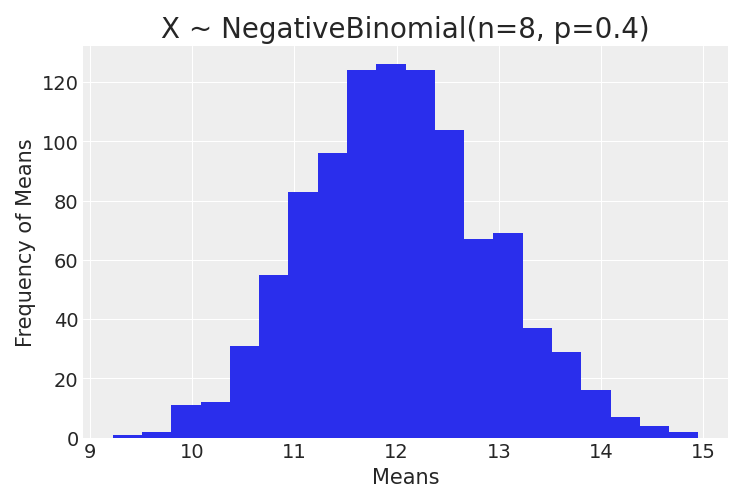 X ~ NegativeBinomial(n=8, p=0.4)
120
100
80
60
40
20
0
9 10 11 12 13 14 15
Frequency of Means
Means